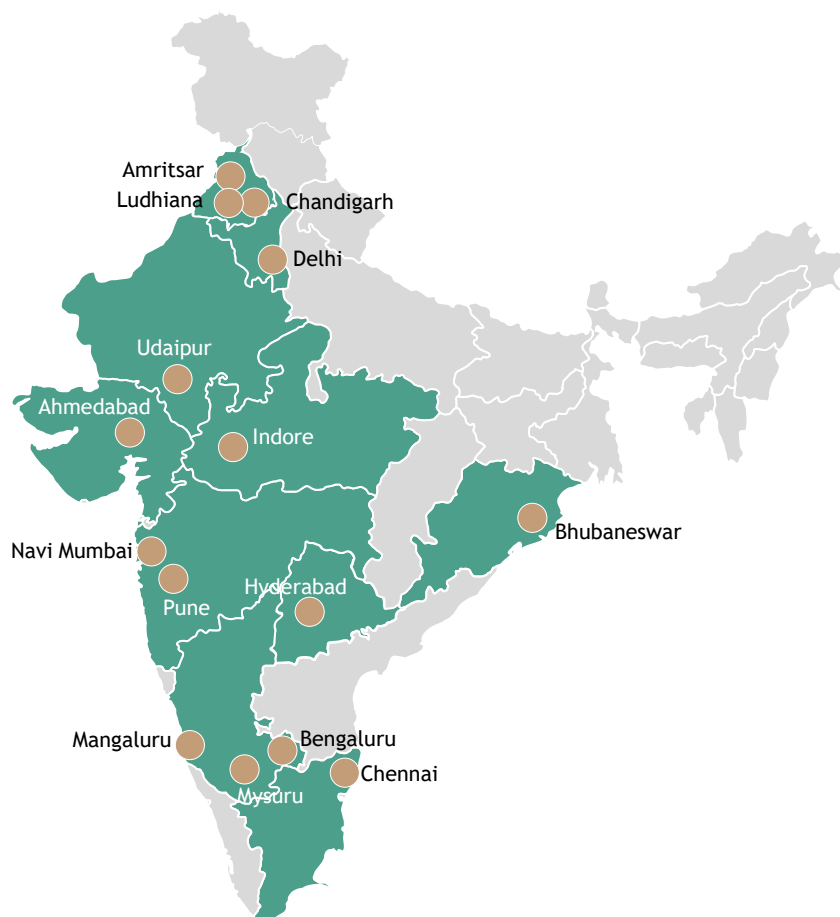 Amritsar
Ludhiana
Chandigarh
Delhi
Udaipur
Ahmedabad
Indore
Bhubaneswar
Navi Mumbai
Hyderabad
Pune
Mangaluru
Bengaluru
Chennai
Mysuru